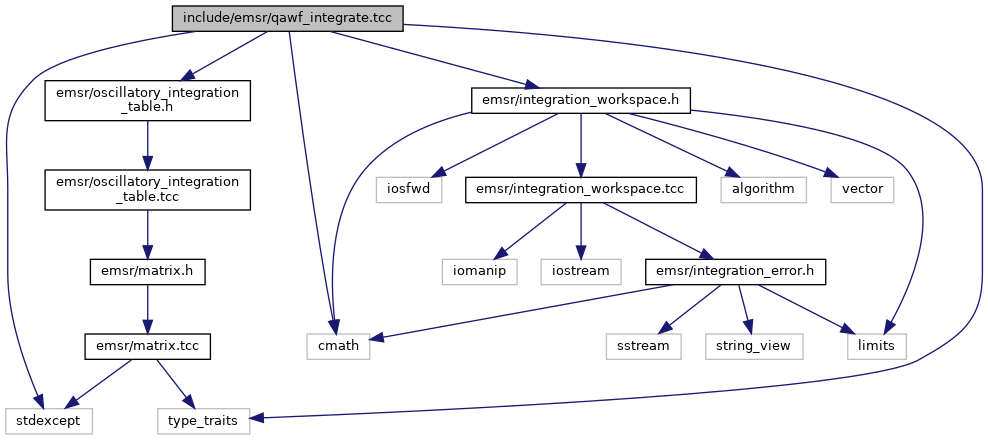 include/emsr/qawf_integrate.tcc
emsr/oscillatory_integration
_table.h
emsr/integration_workspace.h
emsr/oscillatory_integration
_table.tcc
iosfwd
emsr/integration_workspace.tcc
algorithm
vector
emsr/matrix.h
iomanip
iostream
emsr/integration_error.h
emsr/matrix.tcc
cmath
sstream
string_view
limits
stdexcept
type_traits